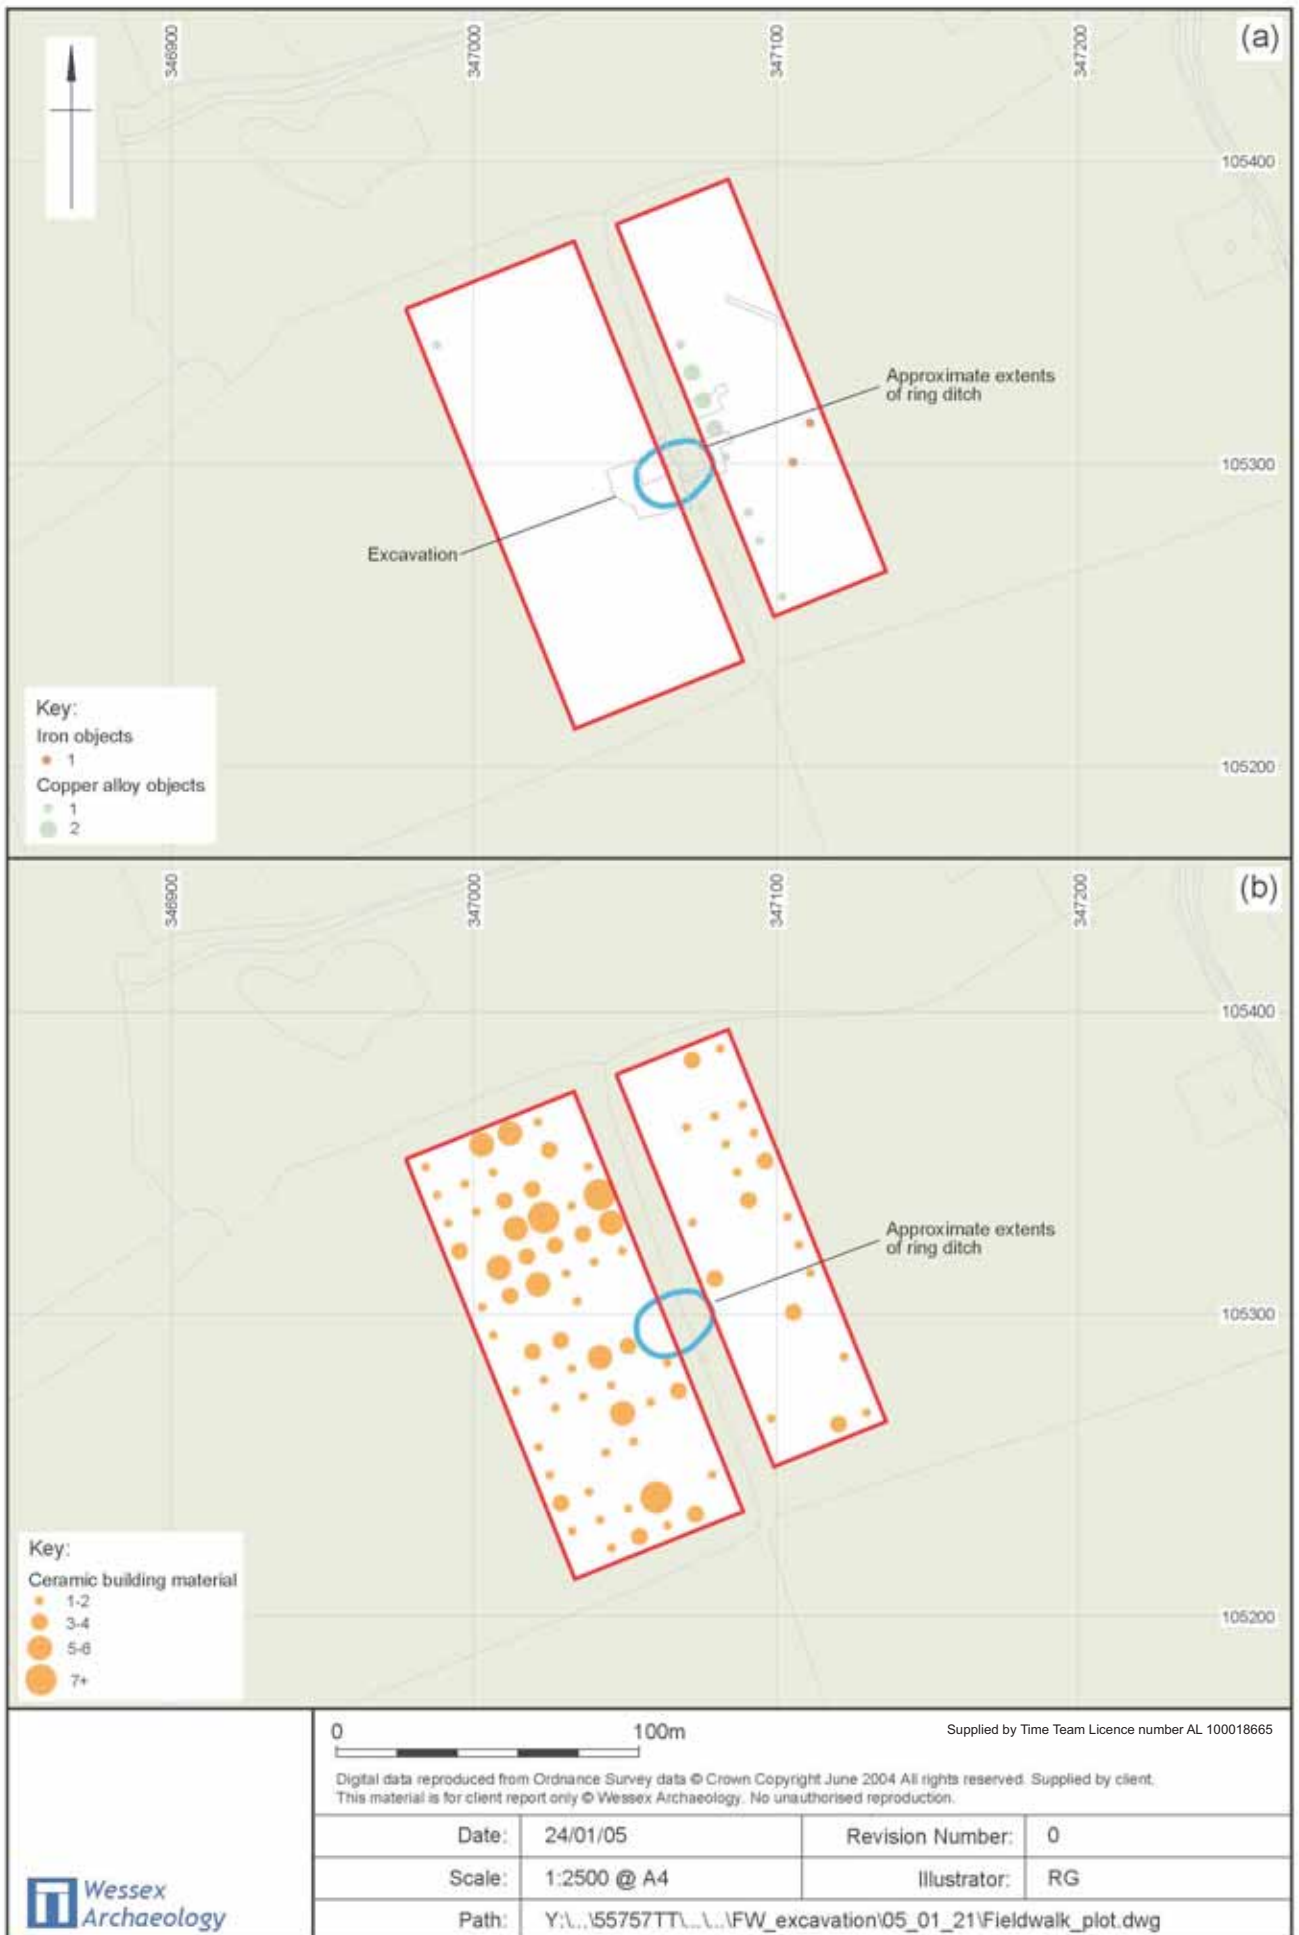 (a)
346900
347000
347100
347200
105400
Approximate extents
of ring ditch
105300
Excavation
105200
Key:
Iron objects
1
Copper alloy objects
1
2
(b)
346900
347000
347100
347200
105400
Approximate extents
of ring ditch
105300
105200
Key:
Ceramic building material
1-2
3-4
5-6
7+
0 100m
Supplied by Time Team Licence number AL 100018665
Digital data reproduced from Ordnance Survey data © Crown Copyright June 2004 All rights reserved. Supplied by client.
This material is for client report only © Wessex Archaeology. No unauthorised reproduction.
Date: 24/01/05 Revision Number: 0
Scale: 1:2500 @ A4 Illustrator: RG
Path: Y:\...\55757TT\...\...\FW_excavation\05_01_21\Fieldwalk_plot.dwg
Wessex
Archaeology